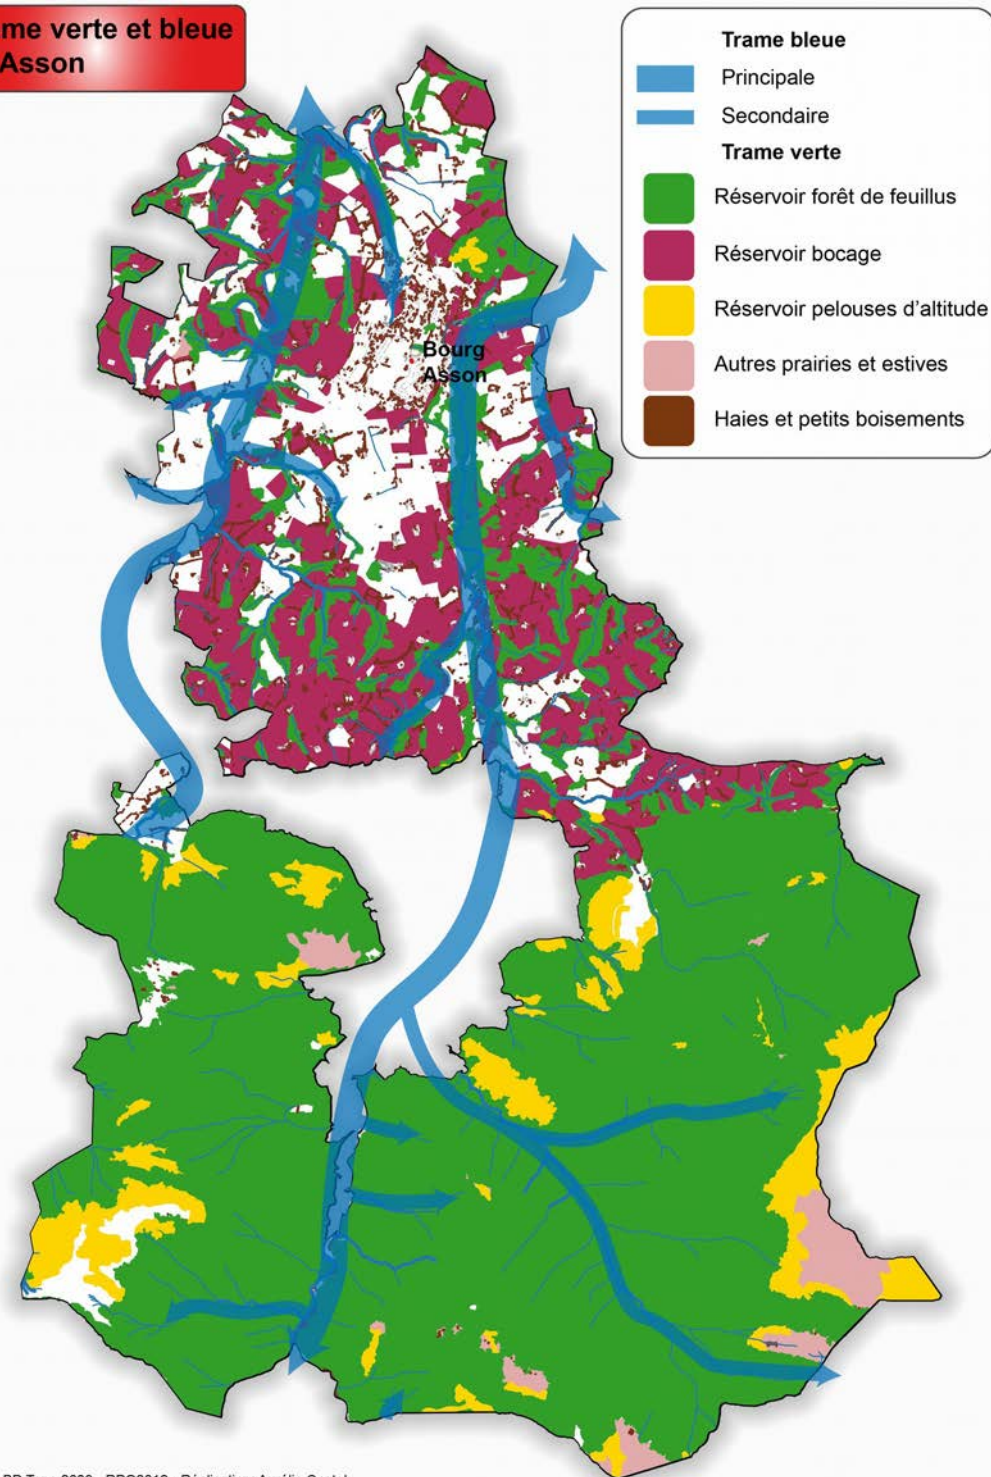 me verte et bleue
Asson
Trame bleue
Principale
Secondaire
Trame verte
Réservoir forêt de feuillus
Réservoir bocage
Réservoir pelouses d'altitude
Autres prairies et estives
Haies et petits boisements
Bourg
Asson